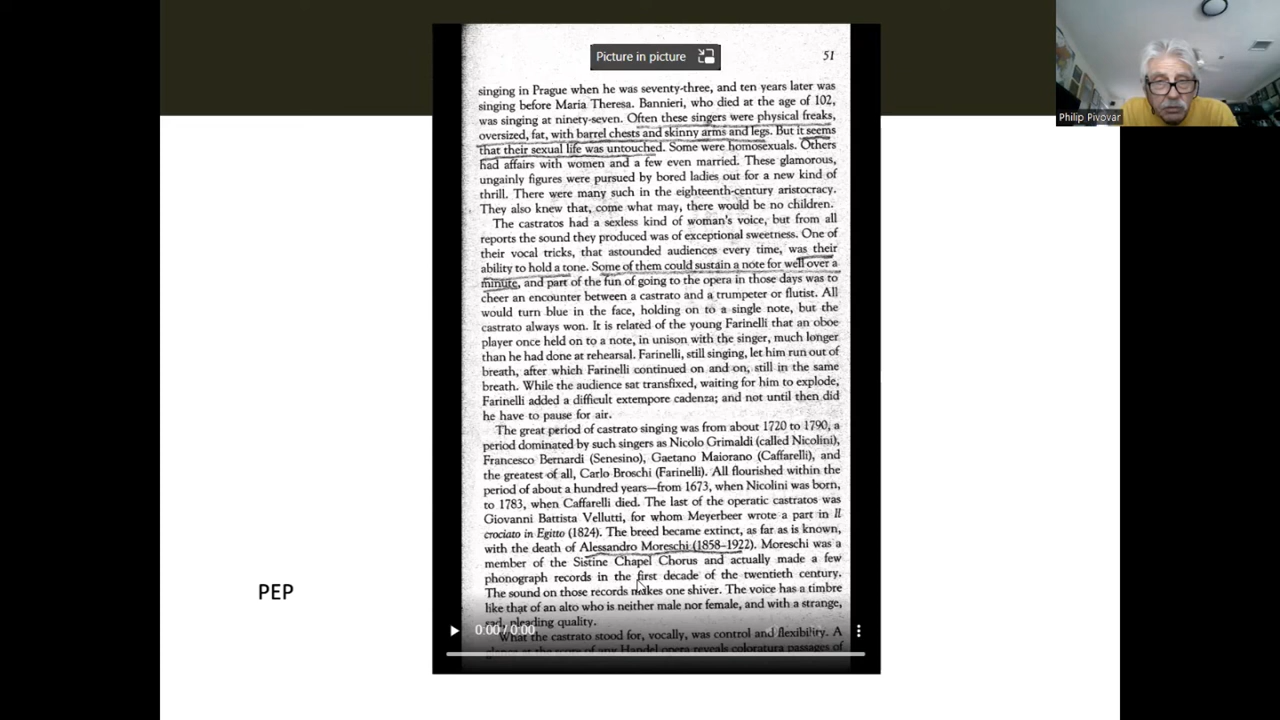 Picture in picture
51
singing in Prague when he was seventy-three, and ten years later was
singing before Maria Theresa. Bannieri, who died at the age of 102,
was singing at ninety-seven. Often these singers were physical freaks,
oversized, fat, with barrel chests and skinny arms and legs. But it seems
that their sexual life was untouched. Some were homosexuals. Others
had affairs with women and a few even married. These glamorous,
ungainly figures were pursued by bored ladies out for a new kind of
thrill. There were many such in the eighteenth-century aristocracy.
They also knew that, come what may, there would be no children.
The castratos had a sexless kind of woman's voice, but from all
reports the sound they produced was of exceptional sweetness. One of
their vocal tricks, that astounded audiences every time, was their
ability to hold a tone. Some of them could sustain a note for well over a
minute, and part of the fun of going to the opera in those days was to
cheer an encounter between a castrato and a trumpeter or flutist. All
would turn blue in the face, holding on to a single note, but the
castrato always won. It is related of the young Farinelli that an oboe
player once held on to a note, in unison with the singer, much longer
than he had done at rehearsal. Farinelli, still singing, let him run out of
breath, after which Farinelli continued on and on, still in the same
breath. While the audience sat transfixed, waiting for him to explode,
Farinelli added a difficult extempore cadenza; and not until then did
he have to pause for air.
The great period of castrato singing was from about 1720 to 1790, a
period dominated by such singers as Nicolo Grimaldi (called Nicolini),
Francesco Bernardi (Senesino), Gaetano Maiorano (Caffarelli), and
the greatest of all, Carlo Broschi (Farinelli). All flourished within the
period of about a hundred years—from 1673, when Nicolini was born,
to 1783, when Caffarelli died. The last of the operatic castratos was
Giovanni Battista Vellutti, for whom Meyerbeer wrote a part in Il
crociato in Egitto (1824). The breed became extinct, as far as is known,
with the death of Alessandro Moreschi (1858–1922). Moreschi was a
member of the Sistine Chapel Chorus and actually made a few
phonograph records in the first decade of the twentieth century.
The sound on those records makes one shiver. The voice has a timbre
like that of an alto who is neither male nor female, and with a strange,
sad, pleading quality.
What the castrato stood for, vocally, was control and flexibility. A
glance at the score of any Handel opera reveals coloratura passages of
0:00 / 0:00
PEP
Philip Pivovar